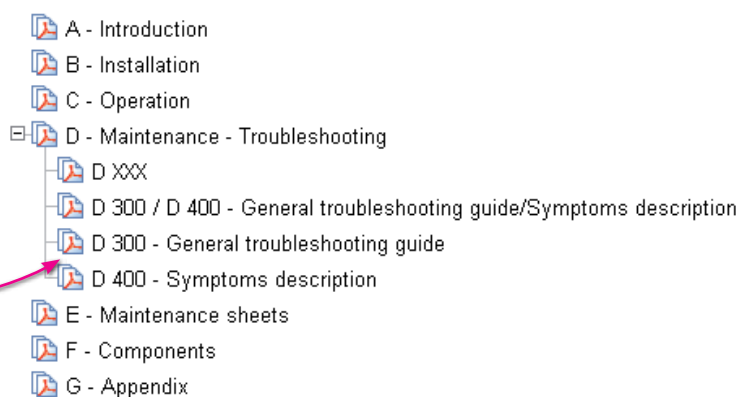 A - Introduction
B - Installation
C - Operation
D - Maintenance - Troubleshooting
D XXX
D 300 / D 400 - General troubleshooting guide/Symptoms description
D 300 - General troubleshooting guide
D 400 - Symptoms description
E - Maintenance sheets
F - Components
G - Appendix